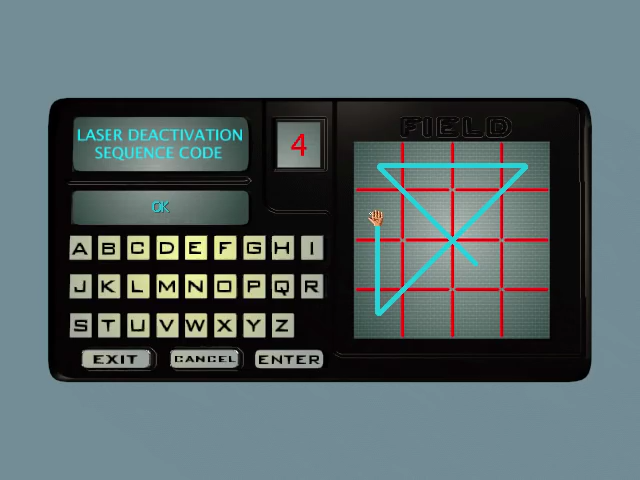 LASER DEACTIVATION
SEQUENCE CODE
4
FIELD
OK
A B C D E F G H I
J K L M N O P Q R
S T U V W X Y Z
EXIT CANCEL ENTER